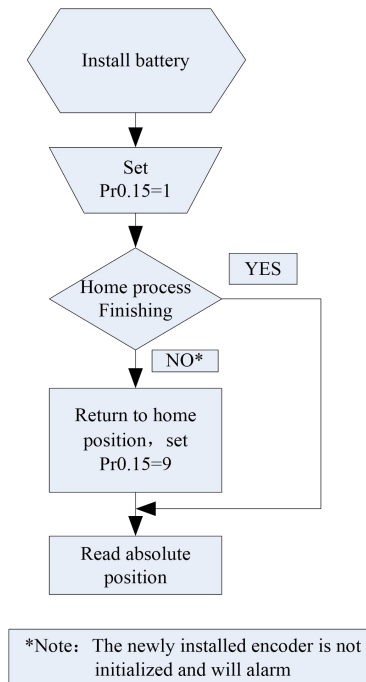 Install battery
Set
Pr0.15=1
Home process
Finishing
YES
NO*
Return to home
position，set
Pr0.15=9
Read absolute
position
*Note：The newly installed encoder is not
initialized and will alarm